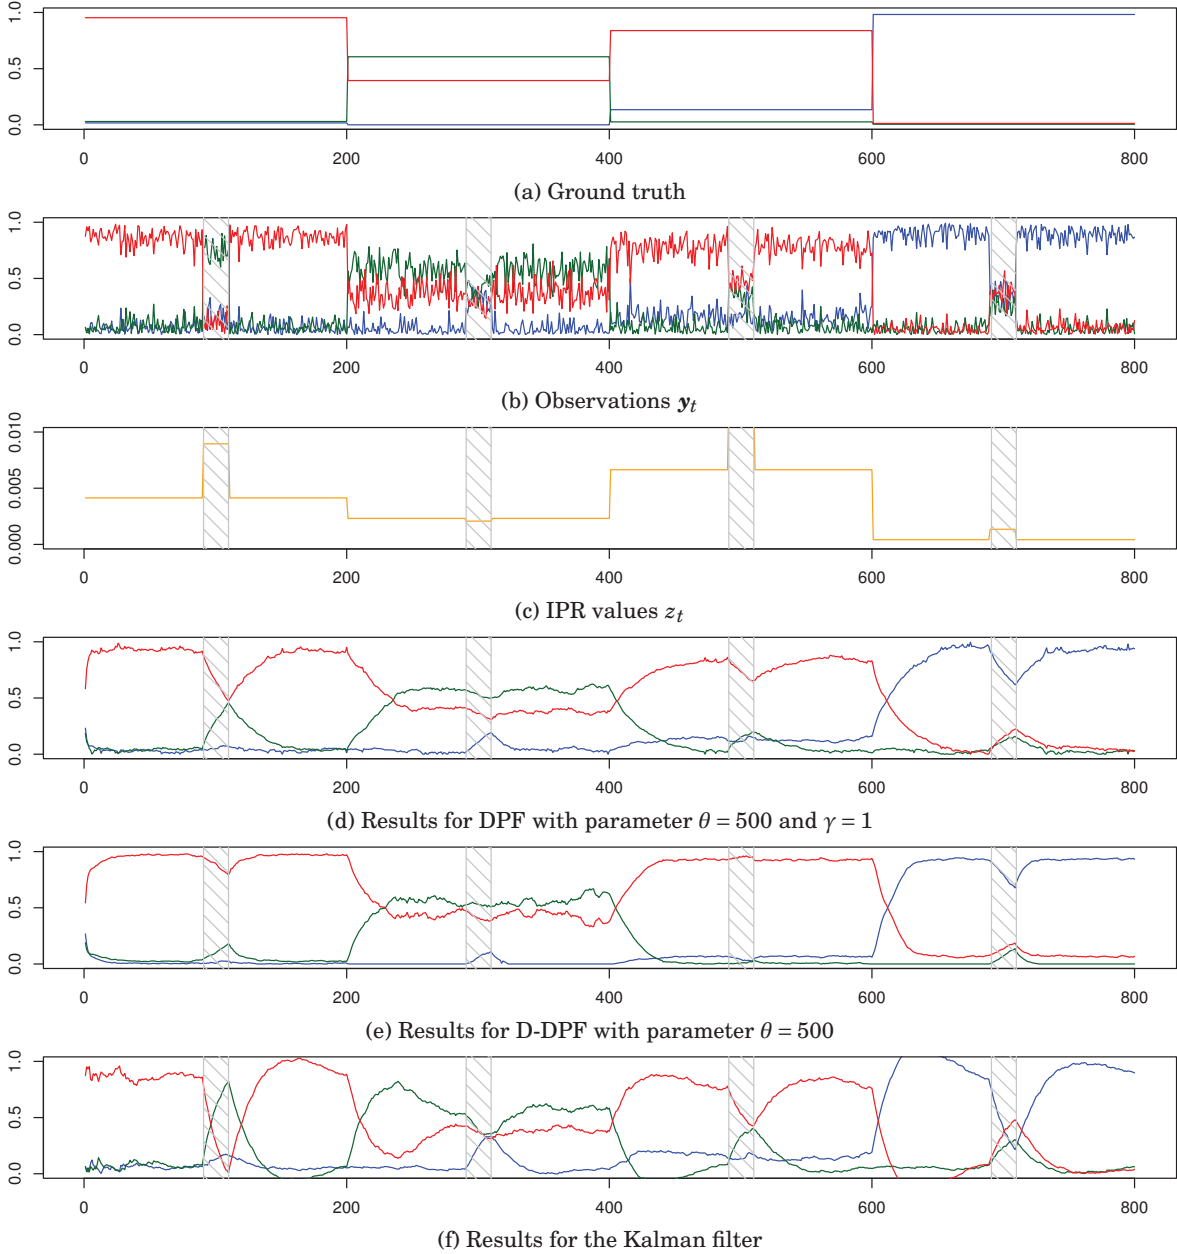 1.0
0.5
0.0
0 200 400 600 800
(a) Ground truth
1.0
0.5
0.0
0 200 400 600 800
(b) Observations y_t
0.010
0.005
0.000
0 200 400 600 800
(c) IPR values z_t
1.0
0.5
0.0
0 200 400 600 800
(d) Results for DPF with parameter θ = 500 and γ = 1
1.0
0.5
0.0
0 200 400 600 800
(e) Results for D-DPF with parameter θ = 500
1.0
0.5
0.0
0 200 400 600 800
(f) Results for the Kalman filter